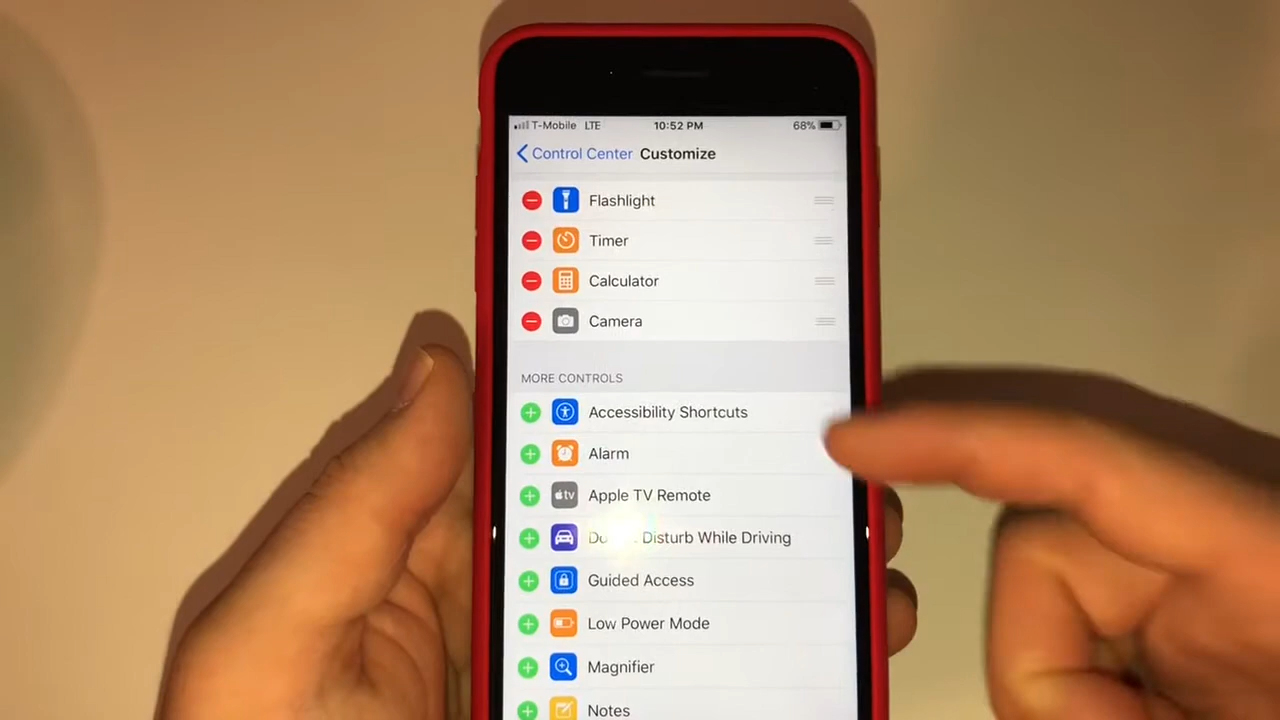 T-Mobile LTE 10:52 PM 68%
Control Center Customize
Flashlight
Timer
Calculator
Camera
MORE CONTROLS
Accessibility Shortcuts
Alarm
tv Apple TV Remote
Disturb While Driving
Guided Access
Low Power Mode
Magnifier
Notes